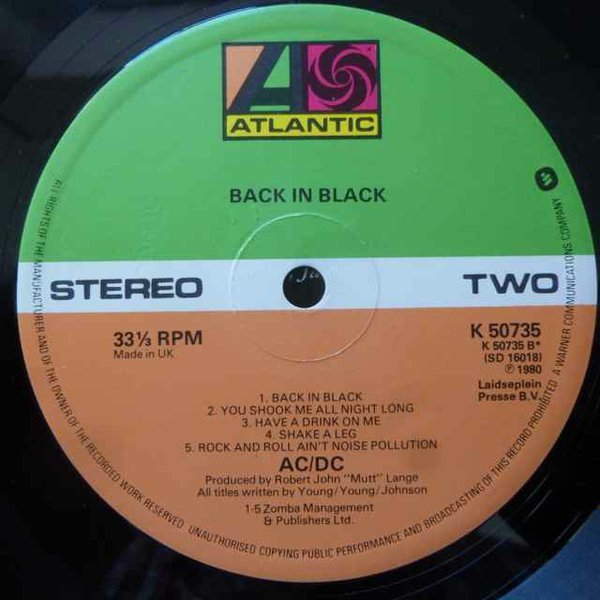 ATLANTIC
BACK IN BLACK
STEREO
TWO
33⅓ RPM
Made in UK
K 50735
K 50735 B*
(SD 16018)
℗ 1980
Laidseplein
Presse B.V.
1. BACK IN BLACK
2. YOU SHOOK ME ALL NIGHT LONG
3. HAVE A DRINK ON ME
4. SHAKE A LEG
5. ROCK AND ROLL AIN'T NOISE POLLUTION
AC/DC
Produced by Robert John "Mutt" Lange
All titles written by Young/Young/Johnson
1-5 Zomba Management
& Publishers Ltd.
ALL RIGHTS OF THE MANUFACTURER AND OF THE OWNER OF THE RECORDED WORK RESERVED UNAUTHORISED COPYING PUBLIC PERFORMANCE AND BROADCASTING OF THIS RECORD PROHIBITED A WARNER COMMUNICATIONS COMPANY